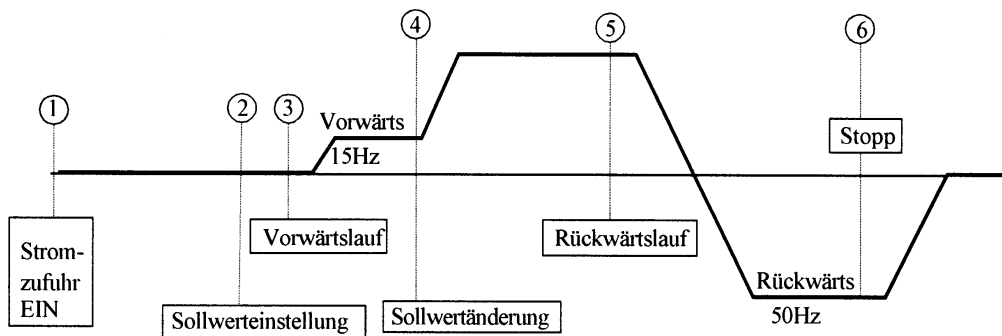 ①
②
③
④
⑤
⑥
Vorwärts
15Hz
Stopp
Strom-
zufuhr
EIN
Vorwärtslauf
Rückwärtslauf
Sollwerteinstellung
Sollwertänderung
Rückwärts
50Hz